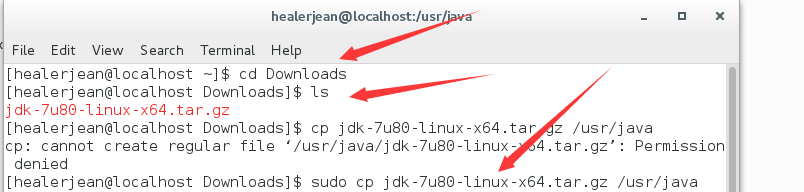 healerjean@localhost:/usr/java
File Edit View Search Terminal Help
[healerjean@localhost ~]$ cd Downloads
[healerjean@localhost Downloads]$ ls
jdk-7u80-linux-x64.tar.gz
[healerjean@localhost Downloads]$ cp jdk-7u80-linux-x64.tar.gz /usr/java
cp: cannot create regular file ‘/usr/java/jdk-7u80-linux-x64.tar.gz’: Permission
denied
[healerjean@localhost Downloads]$ sudo cp jdk-7u80-linux-x64.tar.gz /usr/java